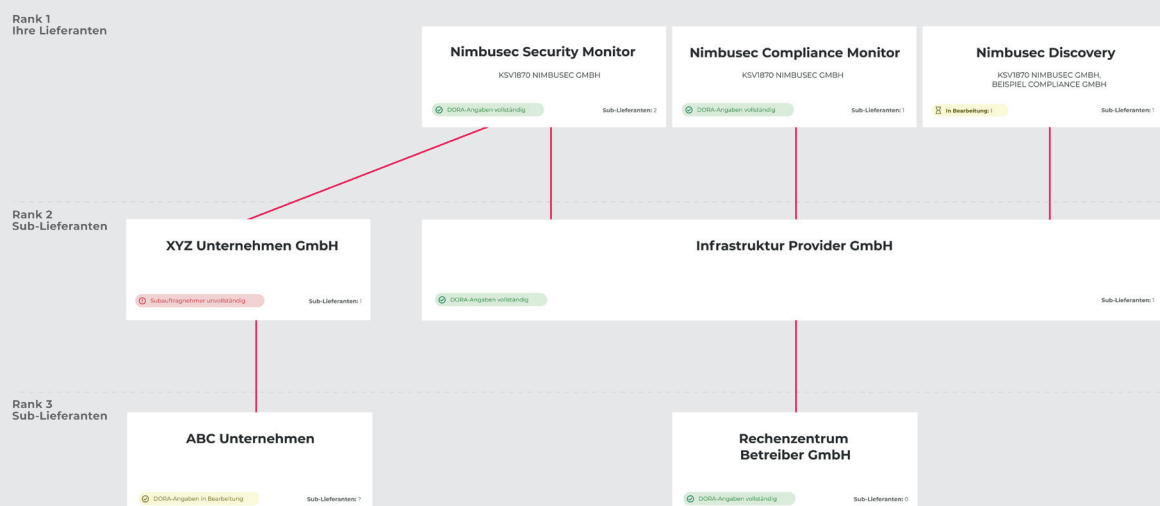 Rank 1
Ihre Lieferanten
Nimbusec Security Monitor
KSV1870 NIMBUSEC GMBH
DORA-Angaben vollständig
Sub-Lieferanten: 2
Nimbusec Compliance Monitor
KSV1870 NIMBUSEC GMBH
DORA-Angaben vollständig
Sub-Lieferanten: 1
Nimbusec Discovery
KSV1870 NIMBUSEC GMBH,
BEISPIEL COMPLIANCE GMBH
In Bearbeitung: 1
Sub-Lieferanten: 1
Rank 2
Sub-Lieferanten
XYZ Unternehmen GmbH
Subauftragnehmer unvollständig
Sub-Lieferanten: 1
Infrastruktur Provider GmbH
DORA-Angaben vollständig
Sub-Lieferanten: 1
Rank 3
Sub-Lieferanten
ABC Unternehmen
DORA-Angaben in Bearbeitung
Sub-Lieferanten: ?
Rechenzentrum
Betreiber GmbH
DORA-Angaben vollständig
Sub-Lieferanten: 0